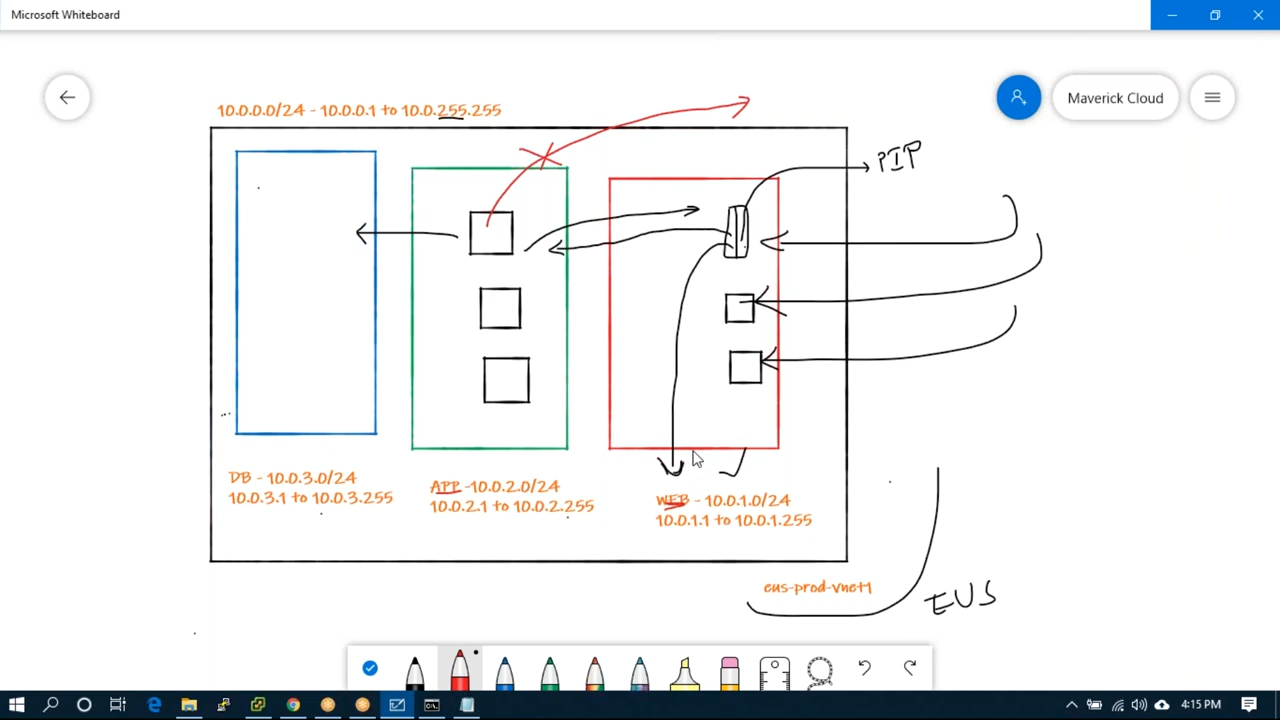 Microsoft Whiteboard
Maverick Cloud
10.0.0.0/24 - 10.0.0.1 to 10.0.255.255
PIP
DB - 10.0.3.0/24
10.0.3.1 to 10.0.3.255
APP -10.0.2.0/24
10.0.2.1 to 10.0.2.255
WEB - 10.0.1.0/24
10.0.1.1 to 10.0.1.255
eus-prod-vnet1
EUS
4:15 PM